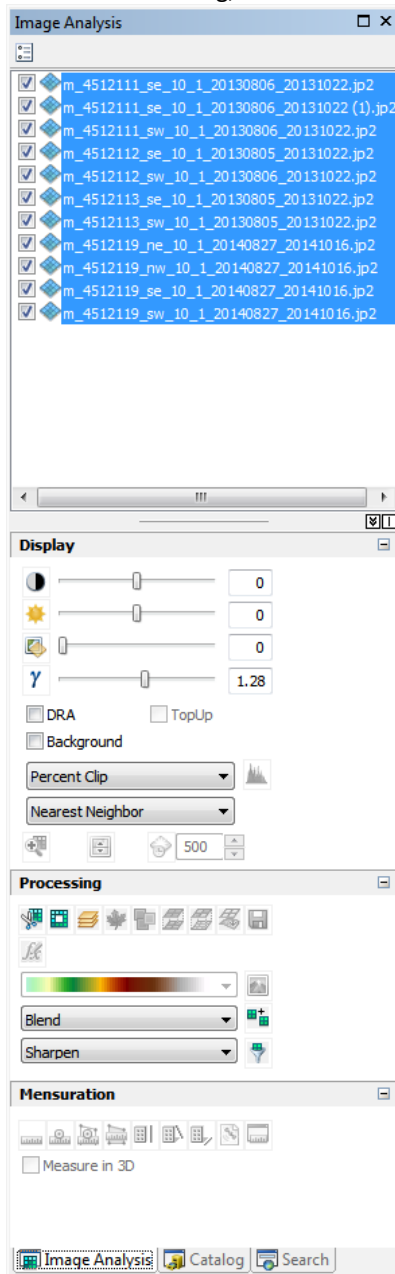 Image Analysis
m_4512111_se_10_1_20130806_20131022.jp2
m_4512111_se_10_1_20130806_20131022 (1).jp2
m_4512111_sw_10_1_20130806_20131022.jp2
m_4512112_se_10_1_20130805_20131022.jp2
m_4512112_sw_10_1_20130806_20131022.jp2
m_4512113_se_10_1_20130805_20131022.jp2
m_4512113_sw_10_1_20130805_20131022.jp2
m_4512119_ne_10_1_20140827_20141016.jp2
m_4512119_nw_10_1_20140827_20141016.jp2
m_4512119_se_10_1_20140827_20141016.jp2
m_4512119_sw_10_1_20140827_20141016.jp2
Display
0
0
0
γ 1.28
DRA TopUp
Background
Percent Clip
Nearest Neighbor
500
Processing
fx
Blend
Sharpen
Mensuration
Measure in 3D
Image Analysis Catalog Search